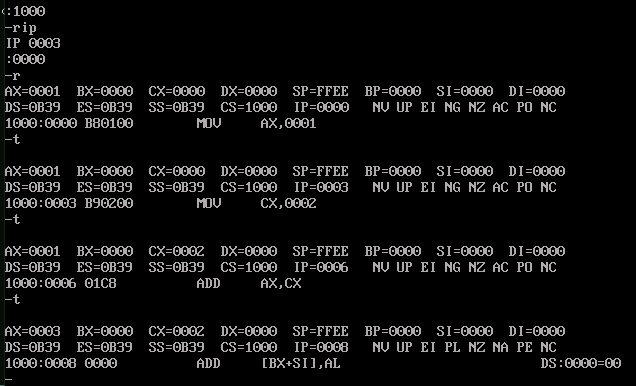 :1000
-rip
IP 0003
:0000
-r
AX=0001  BX=0000  CX=0000  DX=0000  SP=FFEE  BP=0000  SI=0000  DI=0000
DS=0B39  ES=0B39  SS=0B39  CS=1000  IP=0000   NV UP EI NG NZ AC PO NC
1000:0000 B80100        MOV     AX,0001
-t
AX=0001  BX=0000  CX=0000  DX=0000  SP=FFEE  BP=0000  SI=0000  DI=0000
DS=0B39  ES=0B39  SS=0B39  CS=1000  IP=0003   NV UP EI NG NZ AC PO NC
1000:0003 B90200        MOV     CX,0002
-t
AX=0001  BX=0000  CX=0002  DX=0000  SP=FFEE  BP=0000  SI=0000  DI=0000
DS=0B39  ES=0B39  SS=0B39  CS=1000  IP=0006   NV UP EI NG NZ AC PO NC
1000:0006 01C8          ADD     AX,CX
-t
AX=0003  BX=0000  CX=0002  DX=0000  SP=FFEE  BP=0000  SI=0000  DI=0000
DS=0B39  ES=0B39  SS=0B39  CS=1000  IP=0008   NV UP EI PL NZ NA PE NC
1000:0008 0000          ADD     [BX+SI],AL                         DS:0000=00
-